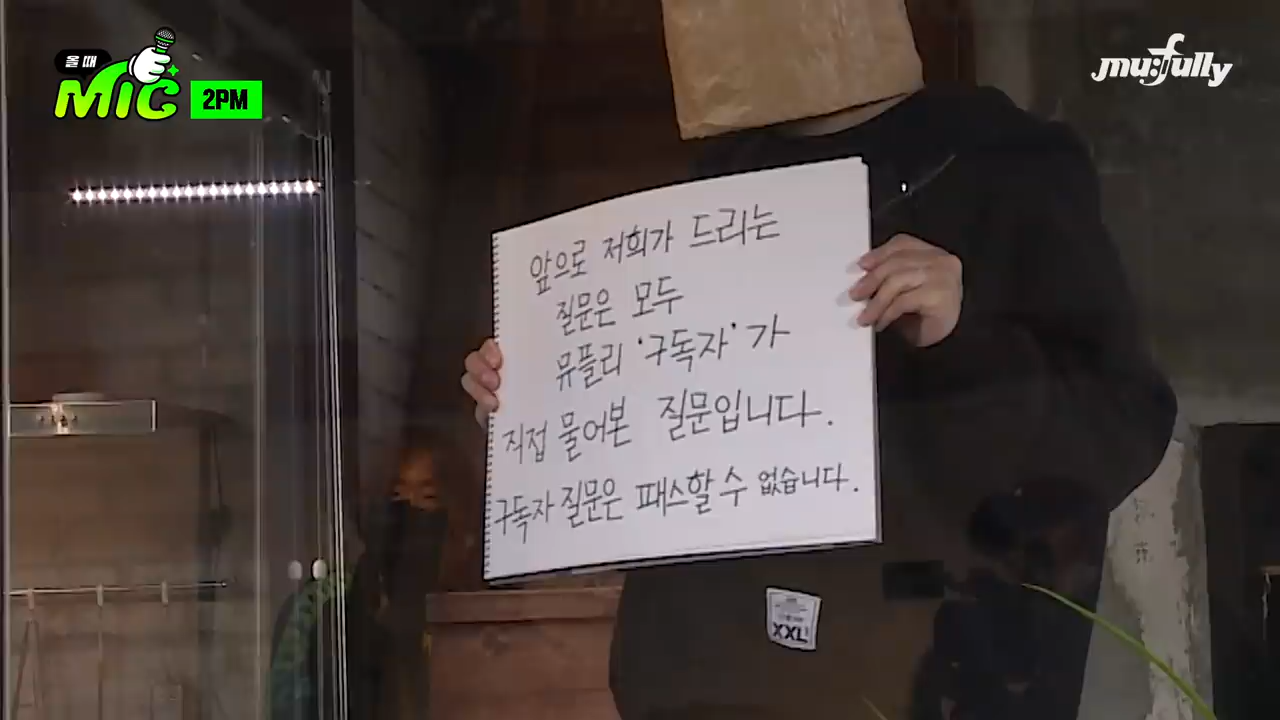 올 때
MIC
2PM
mu:fully
앞으로 저희가 드리는
질문은 모두
뮤플리 '구독자'가
직접 물어본 질문입니다.
구독자 질문은 패스할 수 없습니다.
XXL